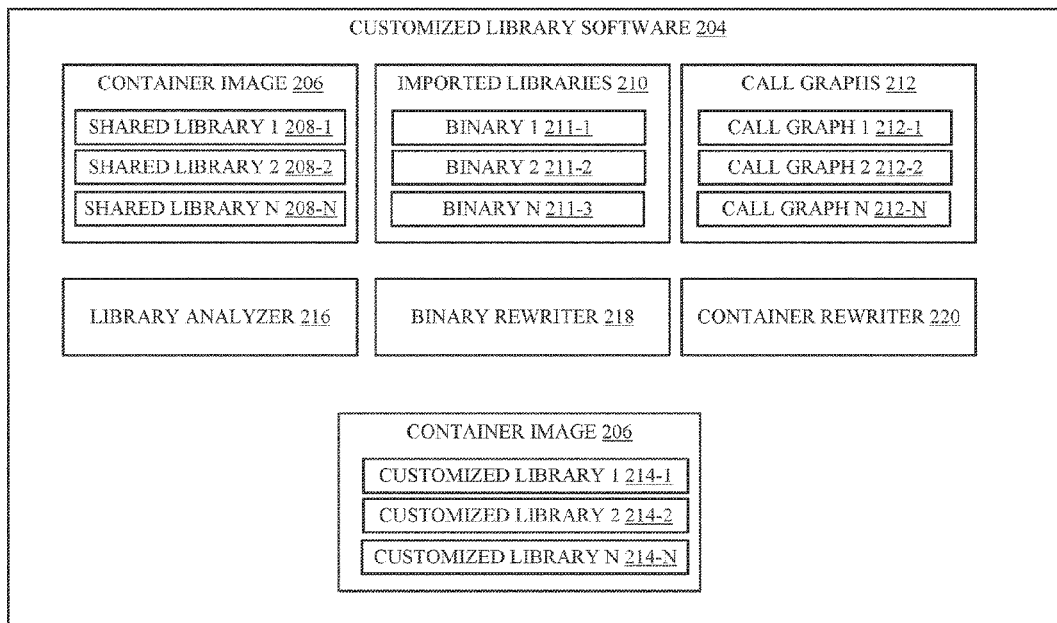 CUSTOMIZED LIBRARY SOFTWARE 204
CONTAINER IMAGE 206
SHARED LIBRARY 1 208-1
SHARED LIBRARY 2 208-2
SHARED LIBRARY N 208-N
IMPORTED LIBRARIES 210
BINARY 1 211-1
BINARY 2 211-2
BINARY N 211-3
CALL GRAPHS 212
CALL GRAPH 1 212-1
CALL GRAPH 2 212-2
CALL GRAPH N 212-N
LIBRARY ANALYZER 216
BINARY REWRITER 218
CONTAINER REWRITER 220
CONTAINER IMAGE 206
CUSTOMIZED LIBRARY 1 214-1
CUSTOMIZED LIBRARY 2 214-2
CUSTOMIZED LIBRARY N 214-N